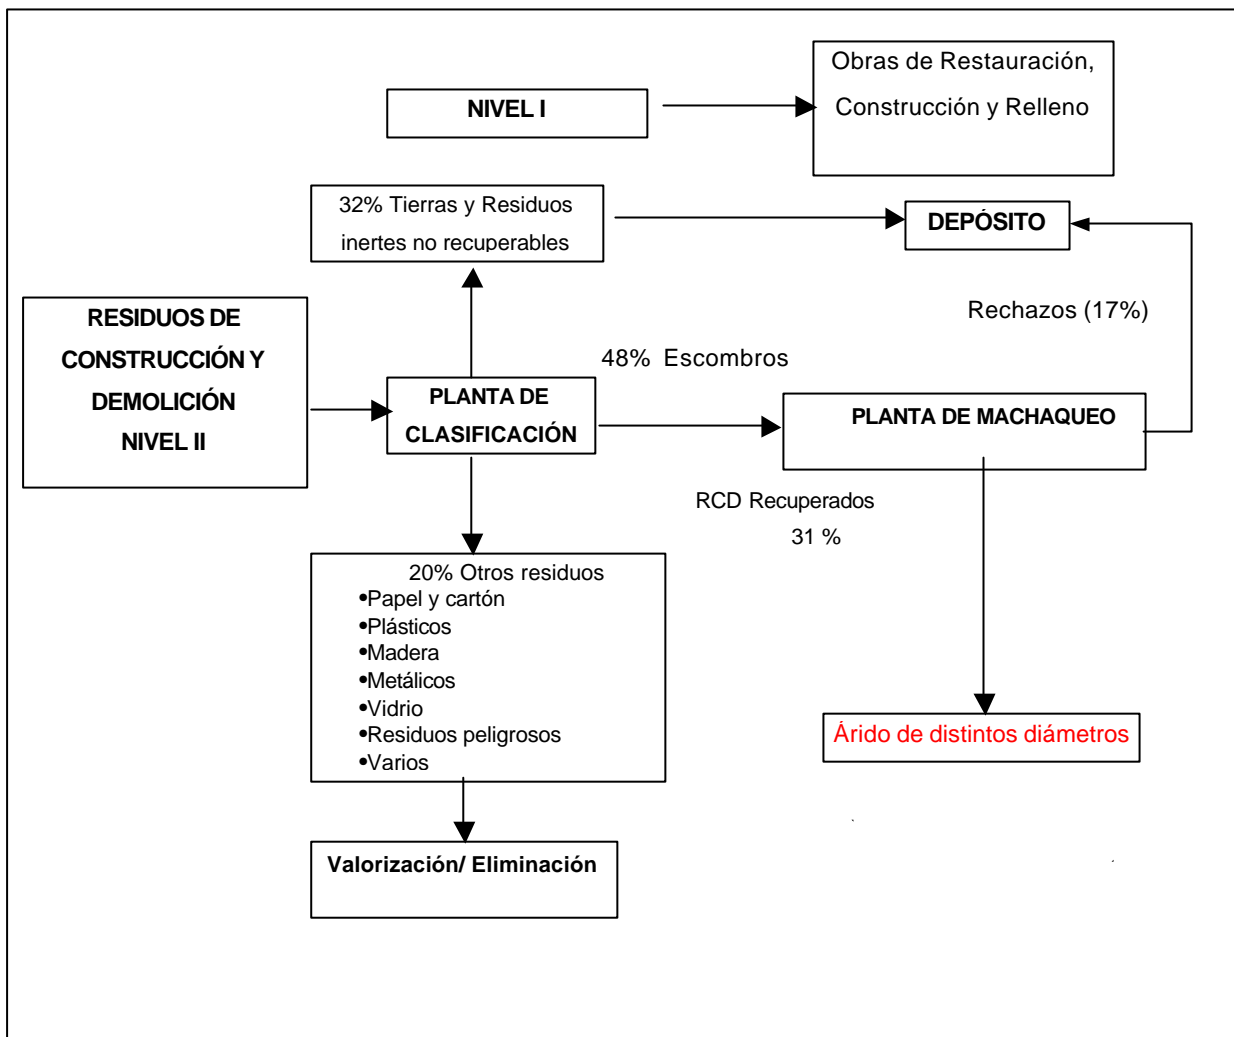 NIVEL I
Obras de Restauración,
Construcción y Relleno
32% Tierras y Residuos
inertes no recuperables
DEPÓSITO
Rechazos (17%)
RESIDUOS DE
CONSTRUCCIÓN Y
DEMOLICIÓN
NIVEL II
PLANTA DE
CLASIFICACIÓN
48% Escombros
PLANTA DE MACHAQUEO
RCD Recuperados
31 %
20% Otros residuos
•Papel y cartón
•Plásticos
•Madera
•Metálicos
•Vidrio
•Residuos peligrosos
•Varios
Árido de distintos diámetros
Valorización/ Eliminación